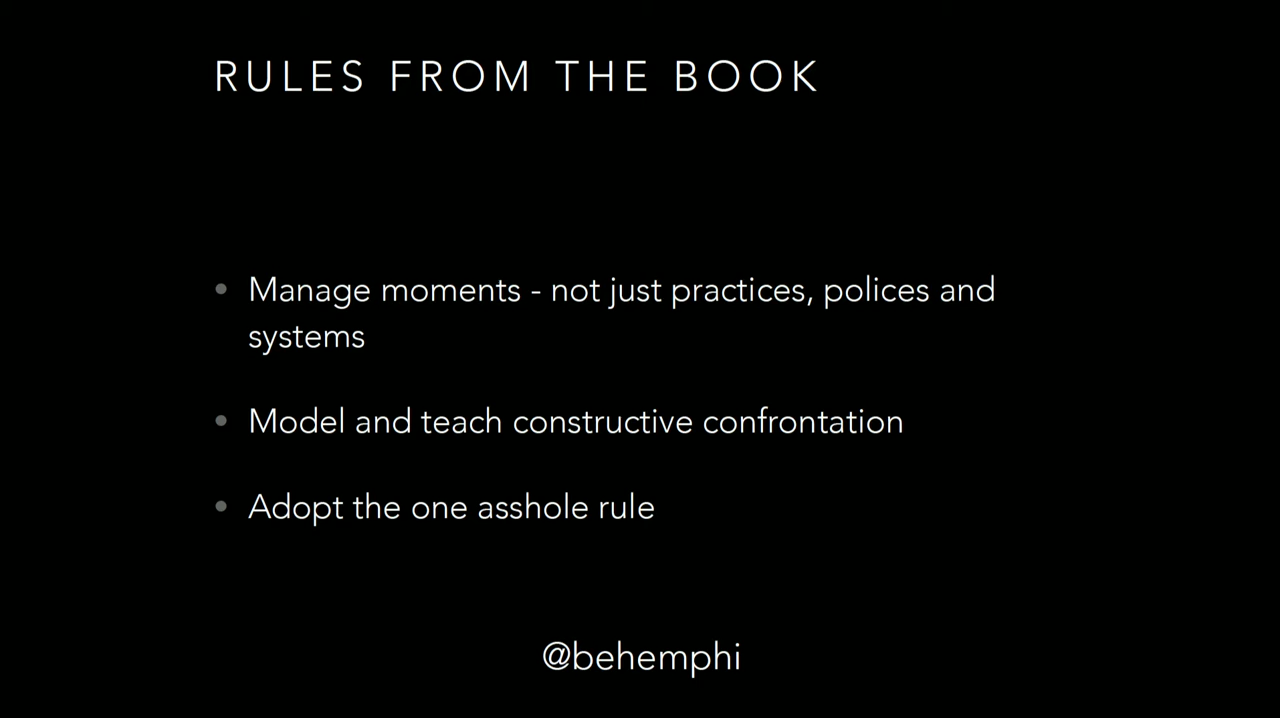 RULES FROM THE BOOK
• Manage moments - not just practices, polices and
systems
• Model and teach constructive confrontation
• Adopt the one asshole rule
@behemphi